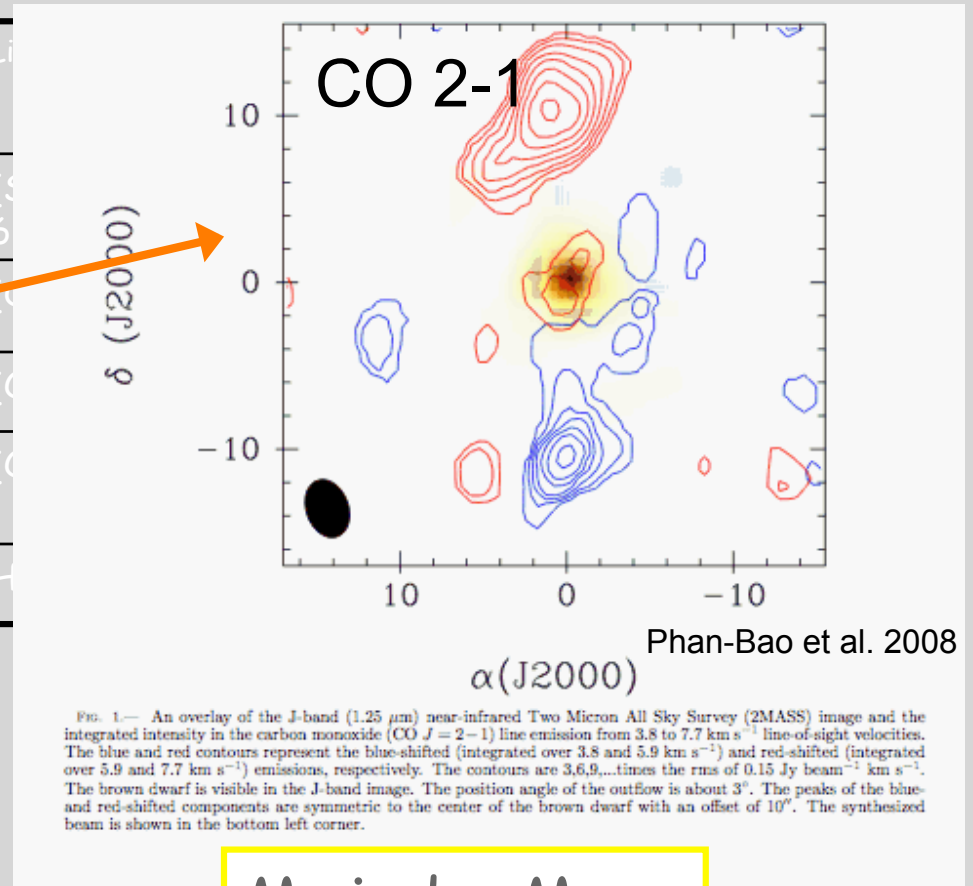 CO 2-1
10
0
−10
δ (J2000)
10 0 −10
Phan-Bao et al. 2008
α(J2000)
FIG. 1.— An overlay of the J-band (1.25 μm) near-infrared Two Micron All Sky Survey (2MASS) image and the
integrated intensity in the carbon monoxide (CO J = 2−1) line emission from 3.8 to 7.7 km s⁻¹ line-of-sight velocities.
The blue and red contours represent the blue-shifted (integrated over 3.8 and 5.9 km s⁻¹) and red-shifted (integrated
over 5.9 and 7.7 km s⁻¹) emissions, respectively. The contours are 3,6,9,...times the rms of 0.15 Jy beam⁻¹ km s⁻¹.
The brown dwarf is visible in the J-band image. The position angle of the outflow is about 3°. The peaks of the blue-
and red-shifted components are symmetric to the center of the brown dwarf with an offset of 10″. The synthesized
beam is shown in the bottom left corner.